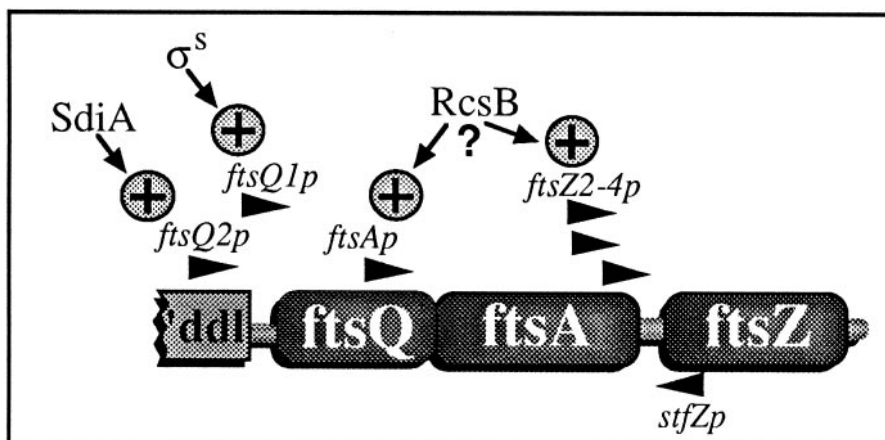 σˢ
SdiA
RcsB
?
ftsQ1p
ftsZ2-4p
ftsQ2p
ftsAp
'ddl ftsQ ftsA ftsZ
stfZp